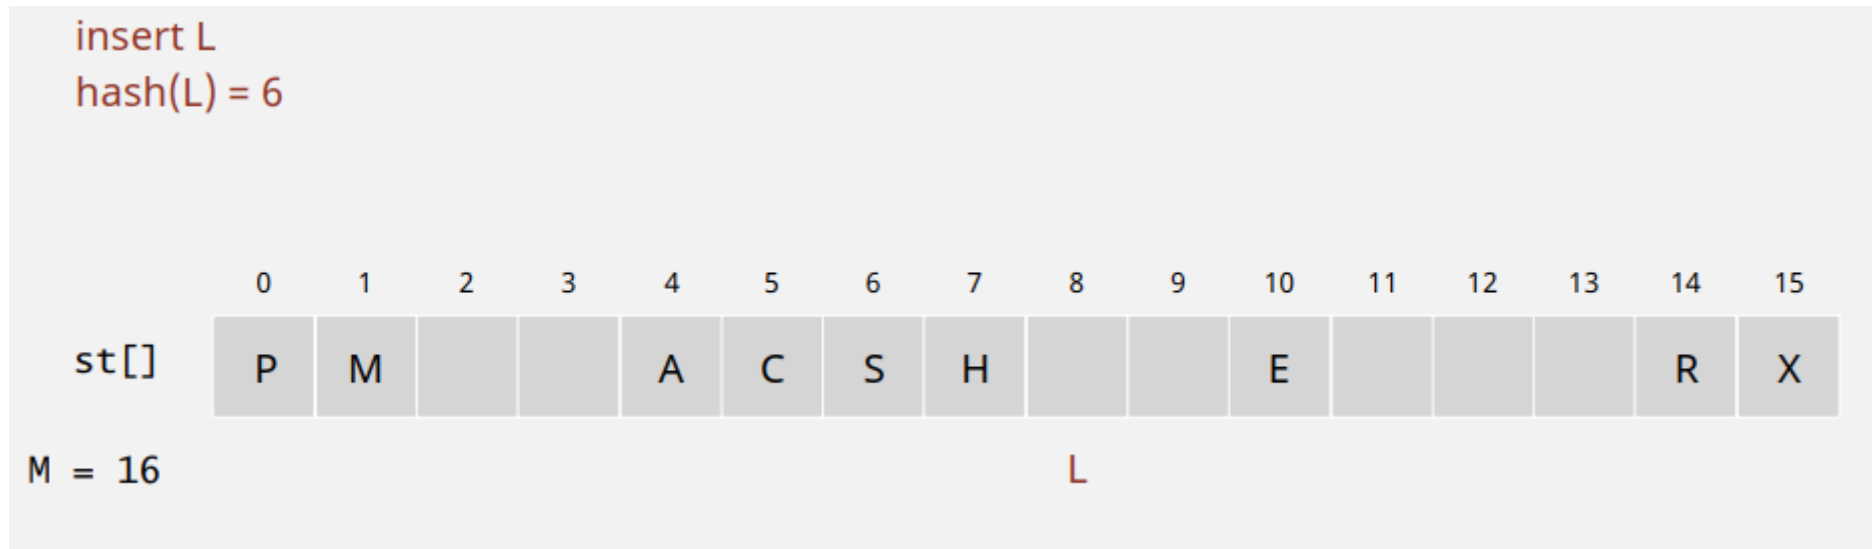 insert L
hash(L) = 6
0 1 2 3 4 5 6 7 8 9 10 11 12 13 14 15
st[] P M A C S H E R X
M = 16 L